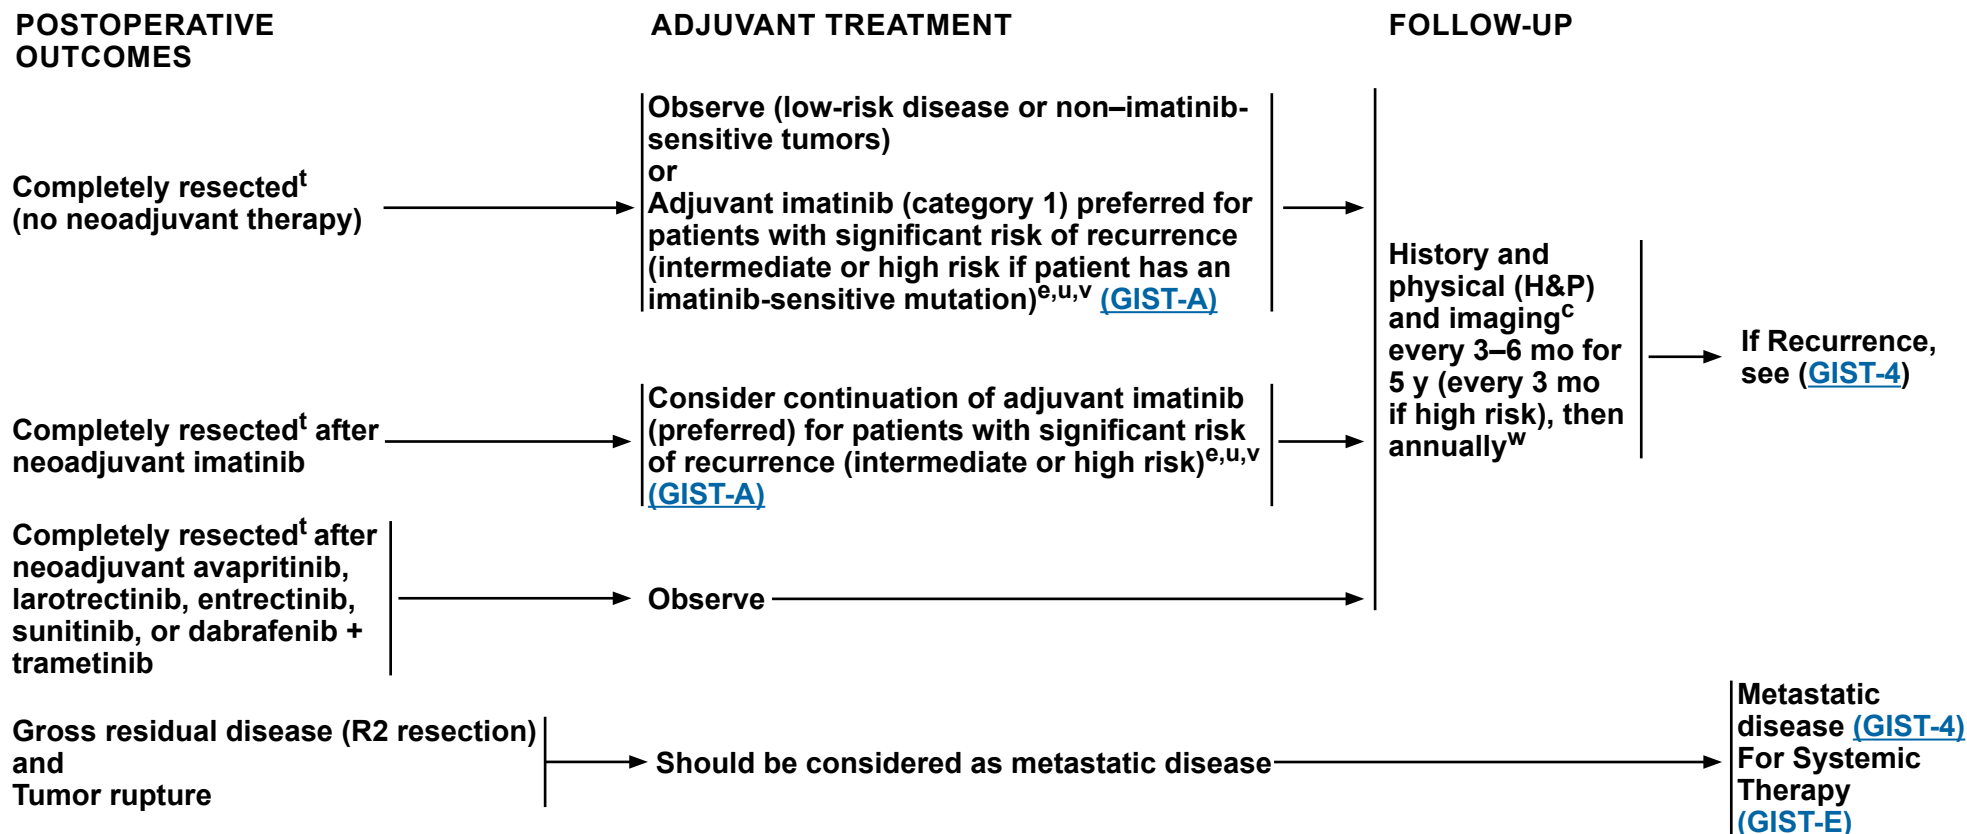 POSTOPERATIVE
OUTCOMES
ADJUVANT TREATMENT
FOLLOW-UP
Completely resectedt
(no neoadjuvant therapy)
Observe (low-risk disease or non–imatinib-
sensitive tumors)
or
Adjuvant imatinib (category 1) preferred for
patients with significant risk of recurrence
(intermediate or high risk if patient has an
imatinib-sensitive mutation)e,u,v (GIST-A)
Completely resectedt after
neoadjuvant imatinib
Consider continuation of adjuvant imatinib
(preferred) for patients with significant risk
of recurrence (intermediate or high risk)e,u,v
(GIST-A)
Completely resectedt after
neoadjuvant avapritinib,
larotrectinib, entrectinib,
sunitinib, or dabrafenib +
trametinib
Observe
History and
physical (H&P)
and imagingc
every 3–6 mo for
5 y (every 3 mo
if high risk), then
annuallyw
If Recurrence,
see (GIST-4)
Gross residual disease (R2 resection)
and
Tumor rupture
Should be considered as metastatic disease
Metastatic
disease (GIST-4)
For Systemic
Therapy
(GIST-E)